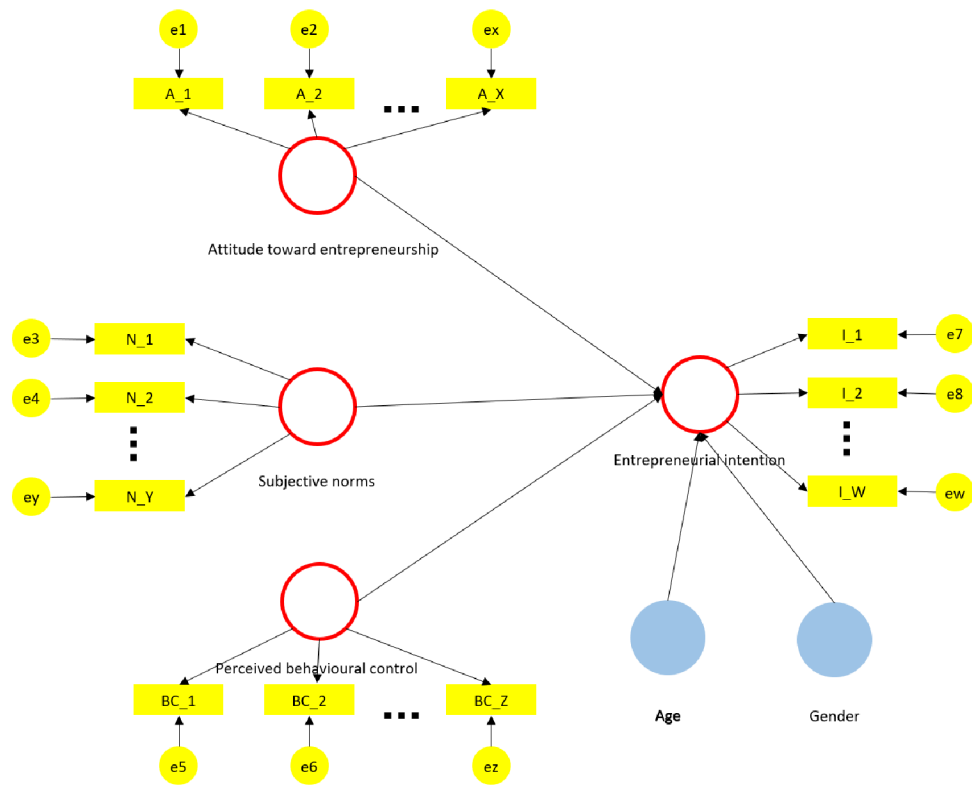 e1
e2
ex
A_1
A_2
A_X
Attitude toward entrepreneurship
e3
N_1
e4
N_2
ey
N_Y
Subjective norms
I_1
e7
I_2
e8
Entrepreneurial intention
I_W
ew
Perceived behavioural control
BC_1
BC_2
BC_Z
e5
e6
ez
Age
Gender